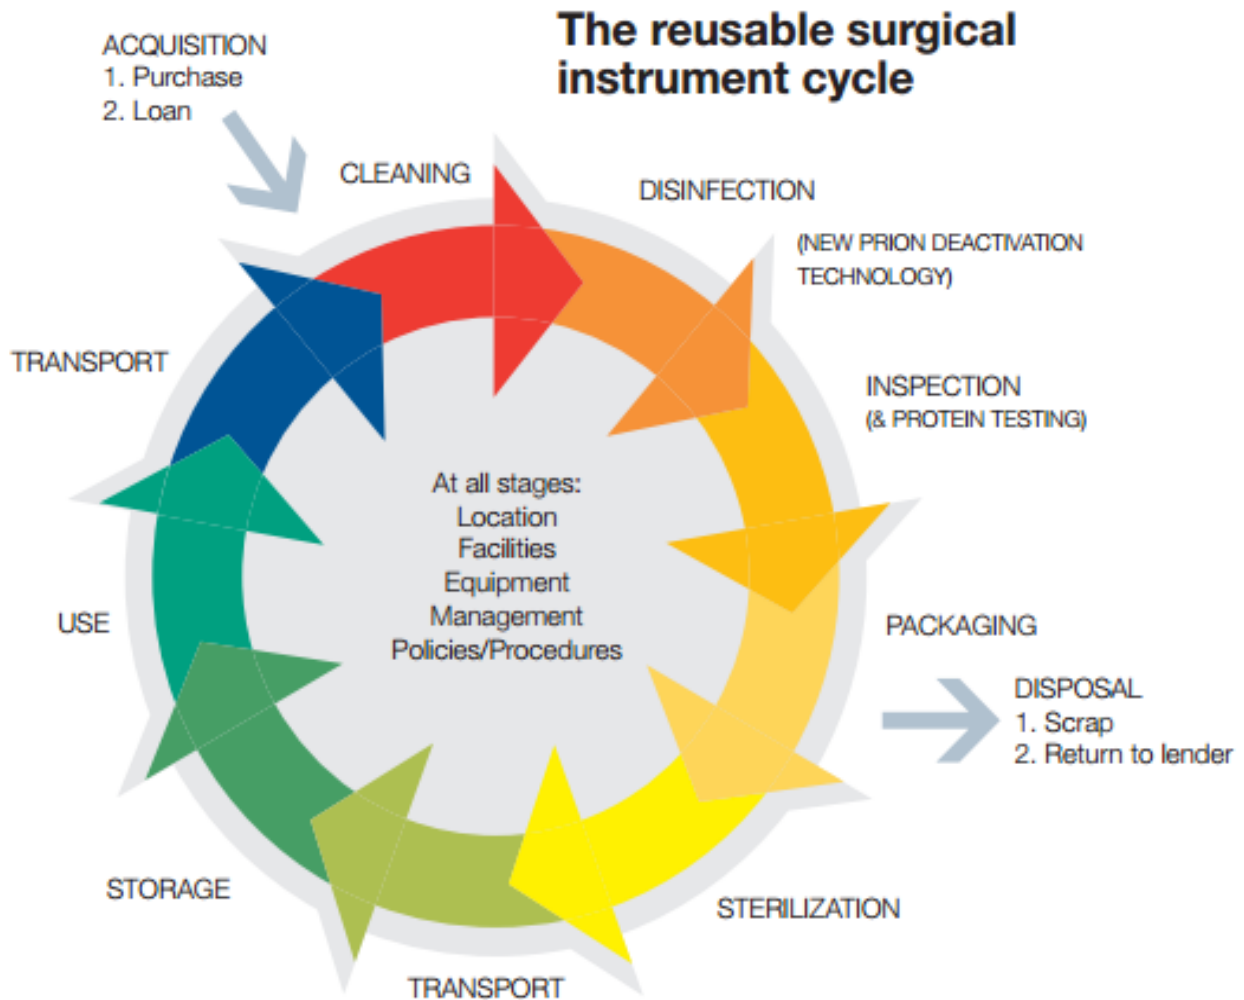 The reusable surgical
instrument cycle
ACQUISITION
1. Purchase
2. Loan
CLEANING
DISINFECTION
(NEW PRION DEACTIVATION
TECHNOLOGY)
INSPECTION
(& PROTEIN TESTING)
PACKAGING
DISPOSAL
1. Scrap
2. Return to lender
STERILIZATION
TRANSPORT
STORAGE
USE
TRANSPORT
At all stages:
Location
Facilities
Equipment
Management
Policies/Procedures